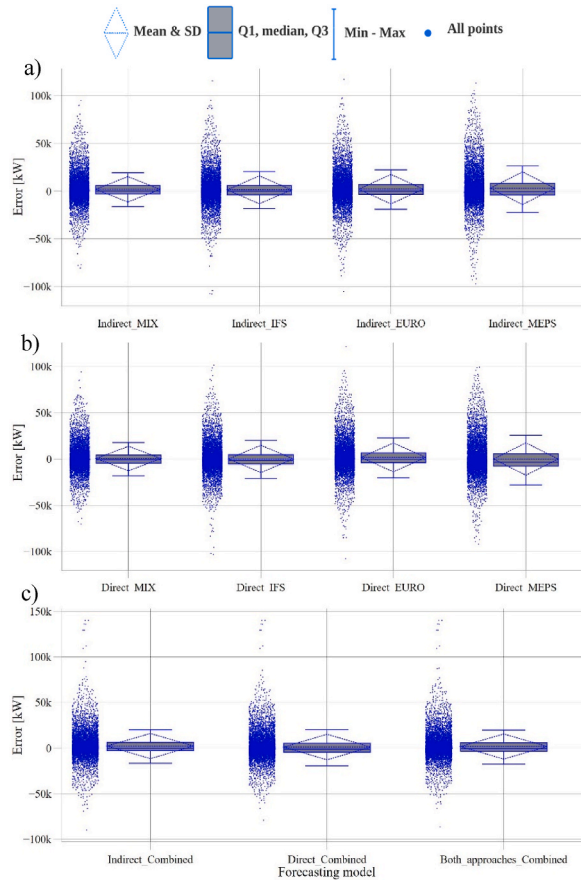 Mean & SD Q1, median, Q3 Min - Max All points
a)
100k
50k
Error [kW]
0
−50k
−100k
Indirect_MIX Indirect_IFS Indirect_EURO Indirect_MEPS
b)
100k
50k
Error [kW]
0
−50k
−100k
Direct_MIX Direct_IFS Direct_EURO Direct_MEPS
c)
150k
100k
50k
Error [kW]
0
−50k
−100k
Indirect_Combined Direct_Combined Both_approaches_Combined
Forecasting model